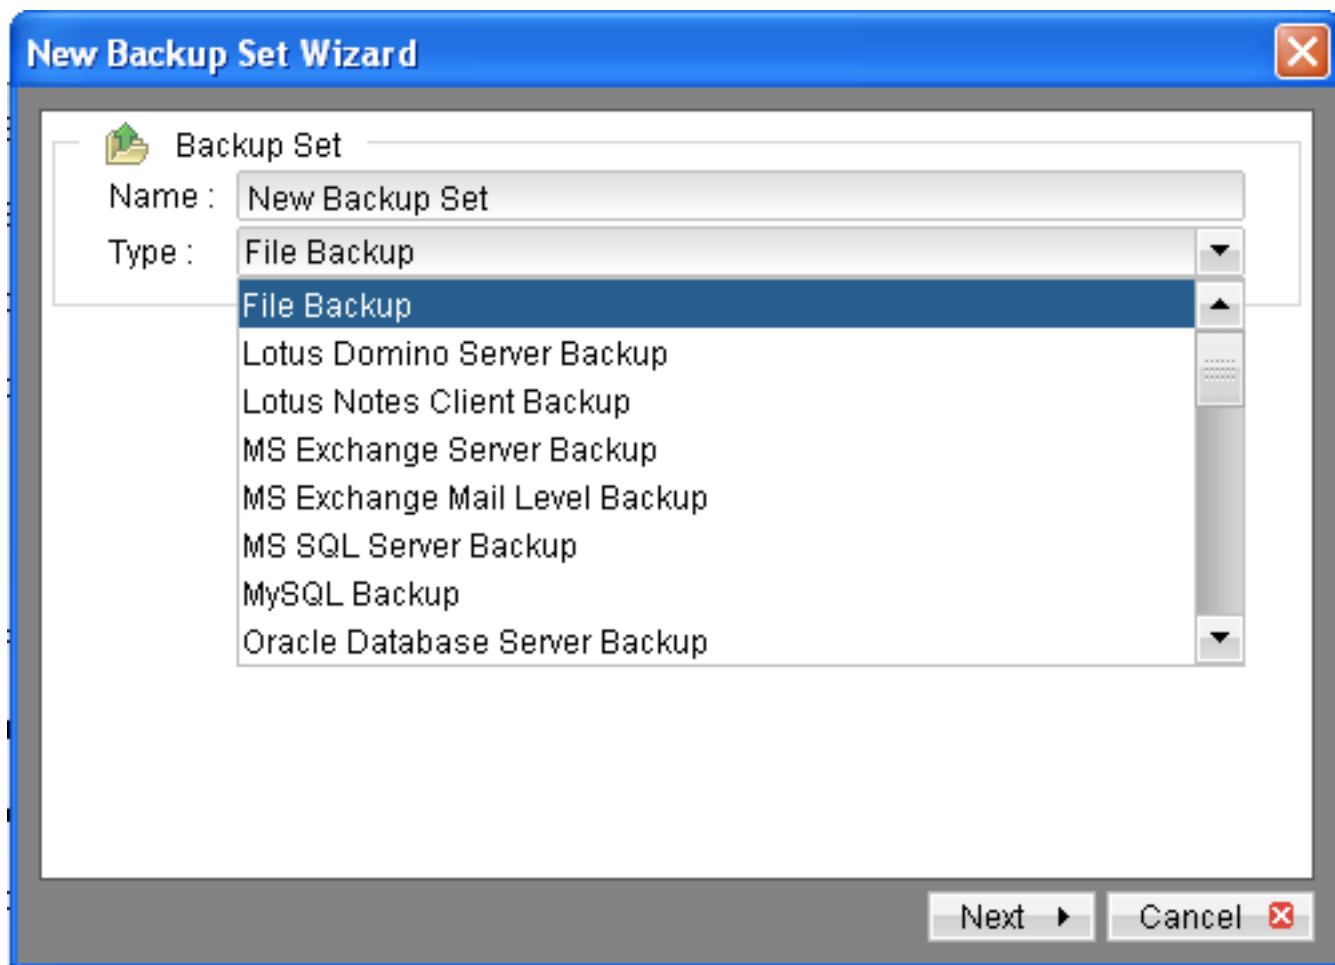 New Backup Set Wizard
Backup Set
Name : New Backup Set
Type : File Backup
File Backup
Lotus Domino Server Backup
Lotus Notes Client Backup
MS Exchange Server Backup
MS Exchange Mail Level Backup
MS SQL Server Backup
MySQL Backup
Oracle Database Server Backup
Next Cancel